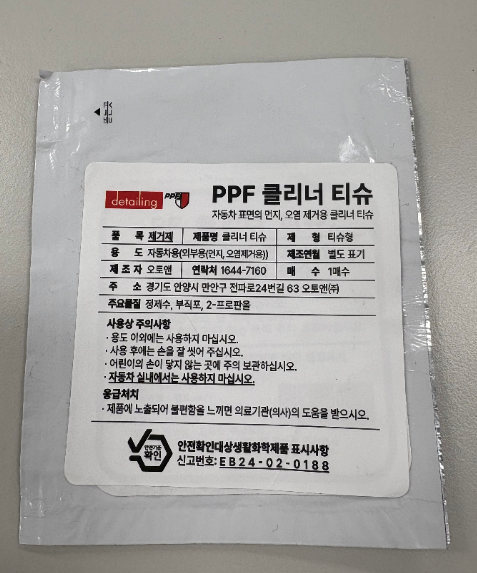 detailing PPF
PPF 클리너 티슈
자동차 표면의 먼지, 오염 제거용 클리너 티슈
품 목 제거제 제품명 클리너 티슈 제 형 티슈형
용 도 자동차용(외부용(먼지, 오염제거용)) 제조연월 별도 표기
제 조 자 오토앤 연락처 1644-7160 매 수 1매수
주 소 경기도 안양시 만안구 전파로24번길 63 오토앤㈜
주요물질 정제수, 부직포, 2-프로판올
사용상 주의사항
· 용도 이외에는 사용하지 마십시오.
· 사용 후에는 손을 잘 씻어 주십시오.
· 어린이의 손이 닿지 않는 곳에 주의 보관하십시오.
· 자동차 실내에서는 사용하지 마십시오.
응급처치
· 제품에 노출되어 불편함을 느끼면 의료기관(의사)의 도움을 받으시오.
안전기준
확인
안전확인대상생활화학제품 표시사항
신고번호: EB24-02-0188